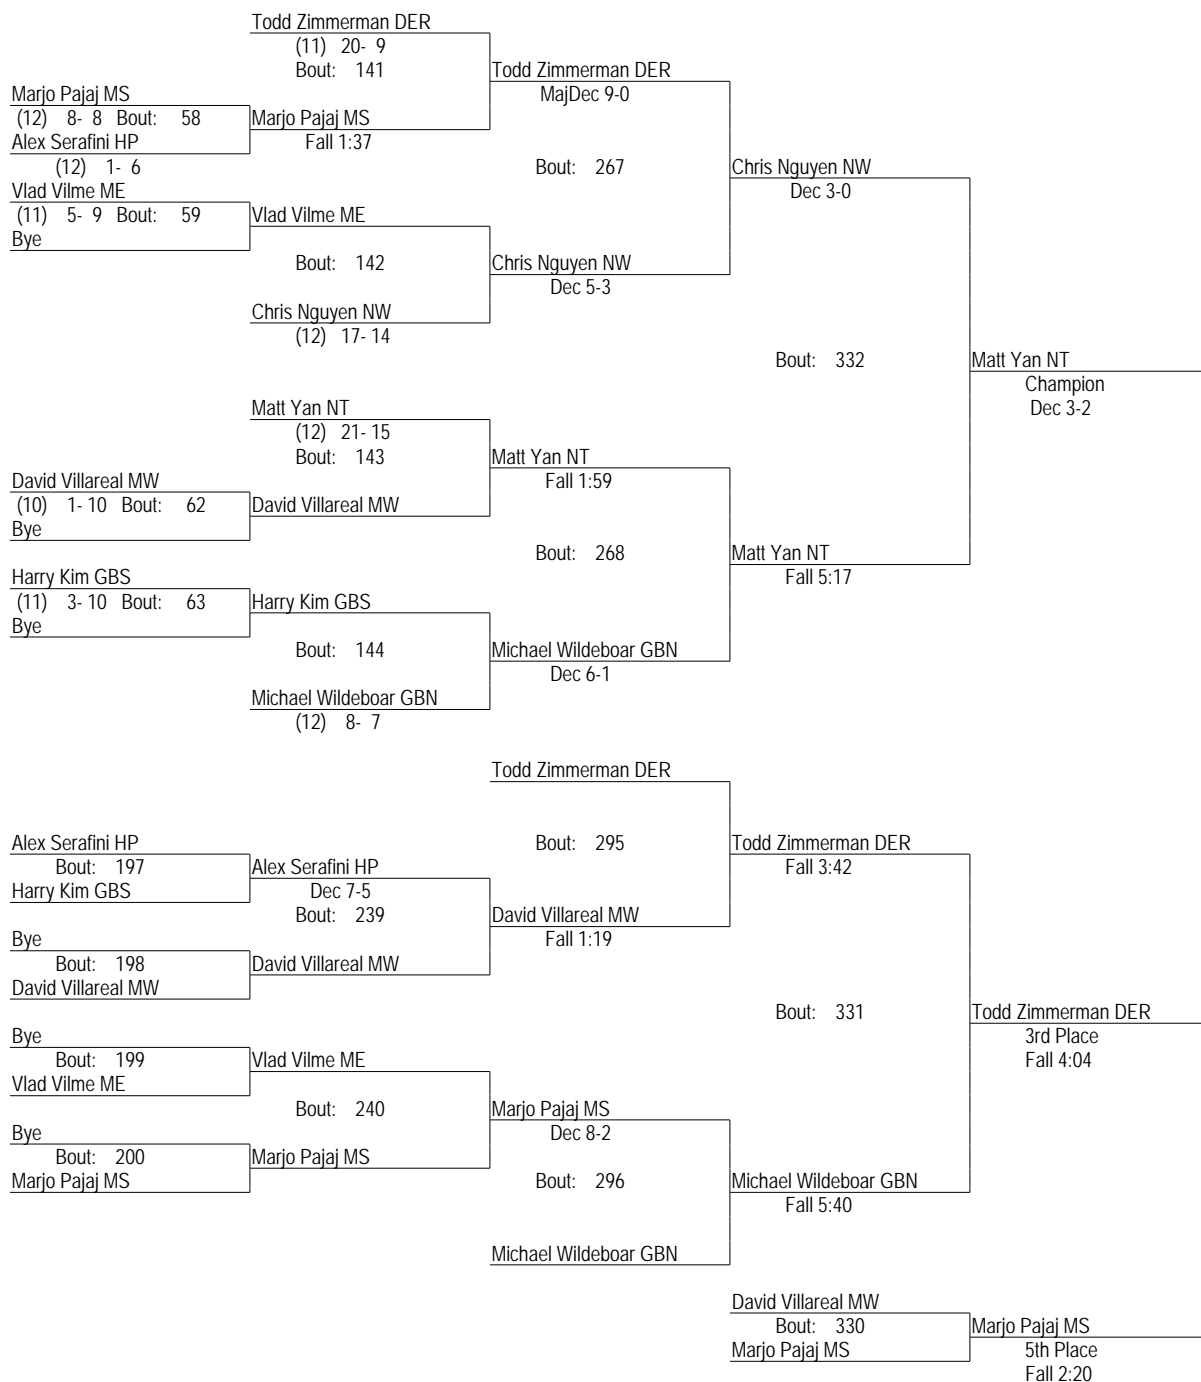 Todd Zimmerman DER
(11) 20- 9
Bout: 141
Todd Zimmerman DER
MajDec 9-0
Marjo Pajaj MS
(12) 8- 8 Bout: 58
Marjo Pajaj MS
Alex Serafini HP
Fall 1:37
(12) 1- 6
Bout: 267
Chris Nguyen NW
Dec 3-0
Vlad Vilme ME
(11) 5- 9 Bout: 59
Vlad Vilme ME
Bye
Bout: 142
Chris Nguyen NW
Dec 5-3
Chris Nguyen NW
(12) 17- 14
Bout: 332
Matt Yan NT
Champion
Dec 3-2
Matt Yan NT
(12) 21- 15
Bout: 143
Matt Yan NT
Fall 1:59
David Villareal MW
(10) 1- 10 Bout: 62
David Villareal MW
Bye
Bout: 268
Matt Yan NT
Fall 5:17
Harry Kim GBS
(11) 3- 10 Bout: 63
Harry Kim GBS
Bye
Bout: 144
Michael Wildeboar GBN
Dec 6-1
Michael Wildeboar GBN
(12) 8- 7
Todd Zimmerman DER
Alex Serafini HP
Bout: 295
Todd Zimmerman DER
Bout: 197
Alex Serafini HP
Fall 3:42
Harry Kim GBS
Dec 7-5
Bout: 239
David Villareal MW
Fall 1:19
Bye
Bout: 198
David Villareal MW
David Villareal MW
Bout: 331
Todd Zimmerman DER
3rd Place
Fall 4:04
Bye
Bout: 199
Vlad Vilme ME
Vlad Vilme ME
Bout: 240
Marjo Pajaj MS
Dec 8-2
Bye
Bout: 200
Marjo Pajaj MS
Marjo Pajaj MS
Bout: 296
Michael Wildeboar GBN
Fall 5:40
Michael Wildeboar GBN
David Villareal MW
Bout: 330
Marjo Pajaj MS
Marjo Pajaj MS
5th Place
Fall 2:20